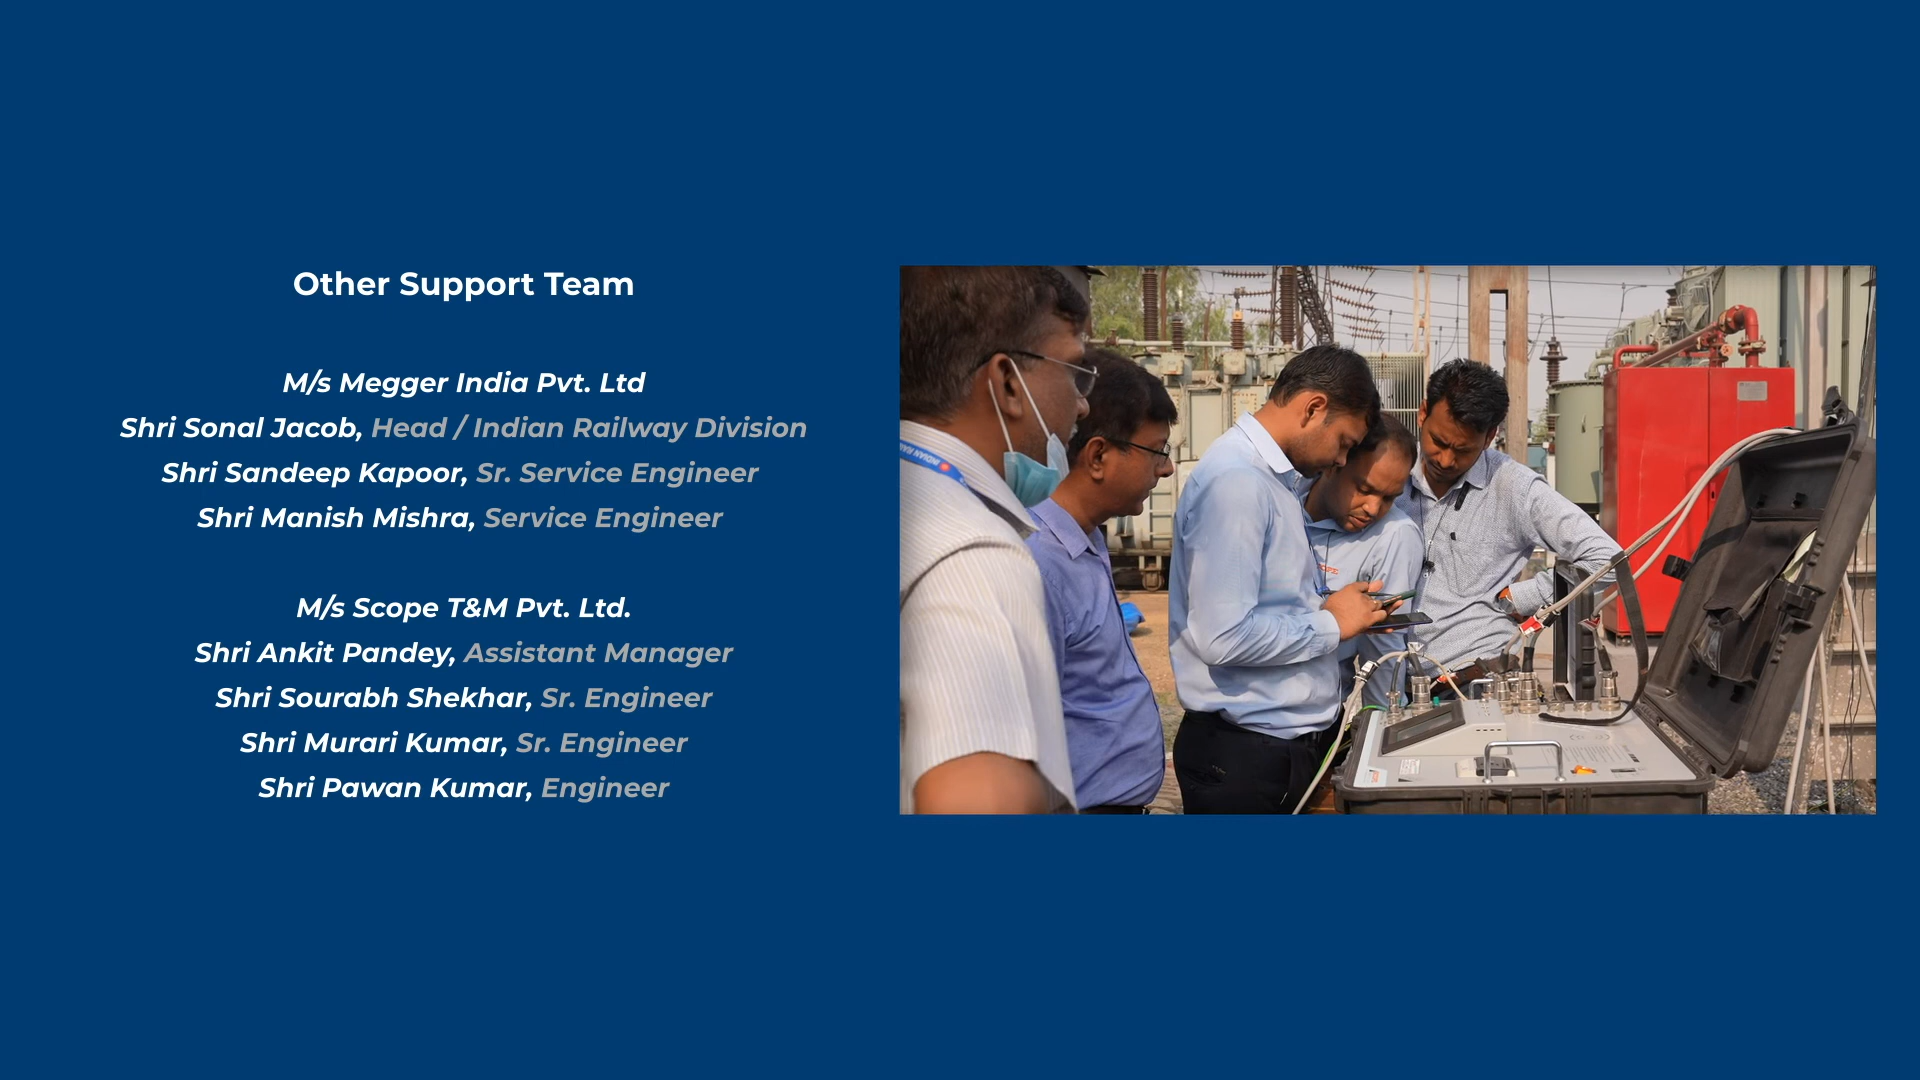 Other Support Team
M/s Megger India Pvt. Ltd
Shri Sonal Jacob, Head / Indian Railway Division
Shri Sandeep Kapoor, Sr. Service Engineer
Shri Manish Mishra, Service Engineer
M/s Scope T&M Pvt. Ltd.
Shri Ankit Pandey, Assistant Manager
Shri Sourabh Shekhar, Sr. Engineer
Shri Murari Kumar, Sr. Engineer
Shri Pawan Kumar, Engineer
INDIAN